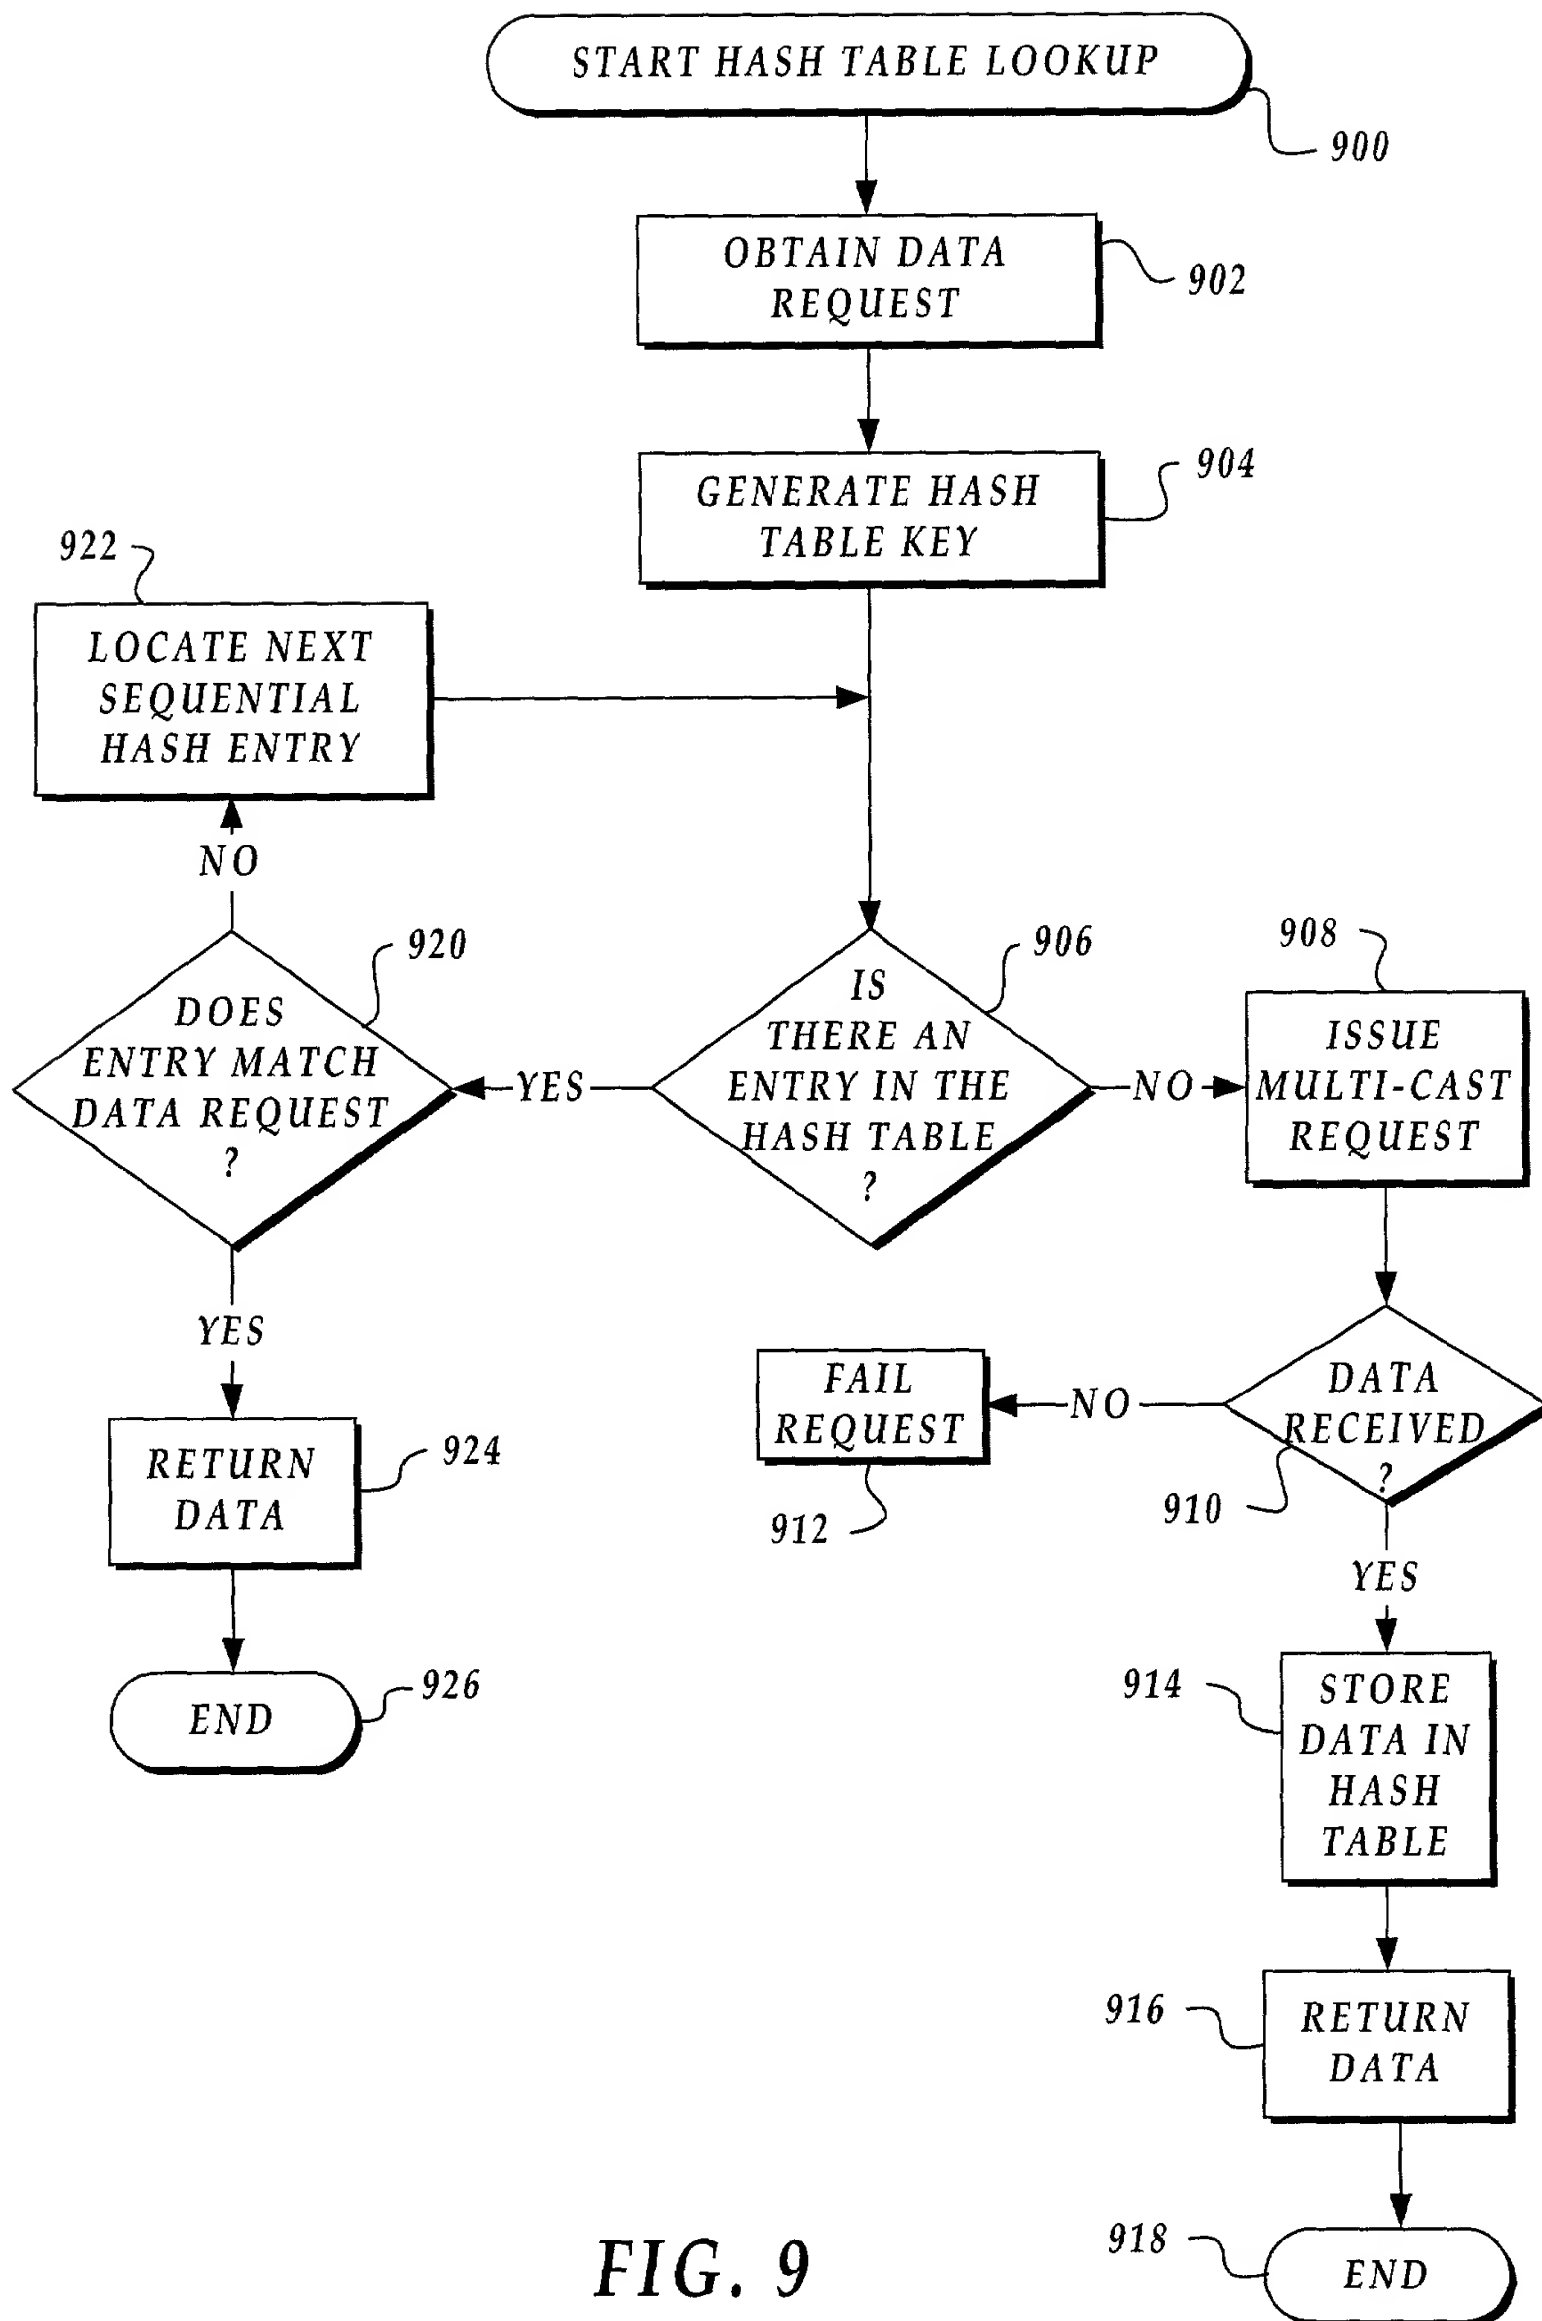 START HASH TABLE LOOKUP
900
OBTAIN DATA
REQUEST
902
GENERATE HASH
TABLE KEY
904
922
LOCATE NEXT
SEQUENTIAL
HASH ENTRY
NO
920
DOES
ENTRY MATCH
DATA REQUEST
?
YES
906
IS
THERE AN
ENTRY IN THE
HASH TABLE
?
NO
908
ISSUE
MULTI-CAST
REQUEST
YES
RETURN
DATA
924
END
926
FAIL
REQUEST
912
NO
DATA
RECEIVED
?
910
YES
914
STORE
DATA IN
HASH
TABLE
916
RETURN
DATA
918
END
FIG. 9